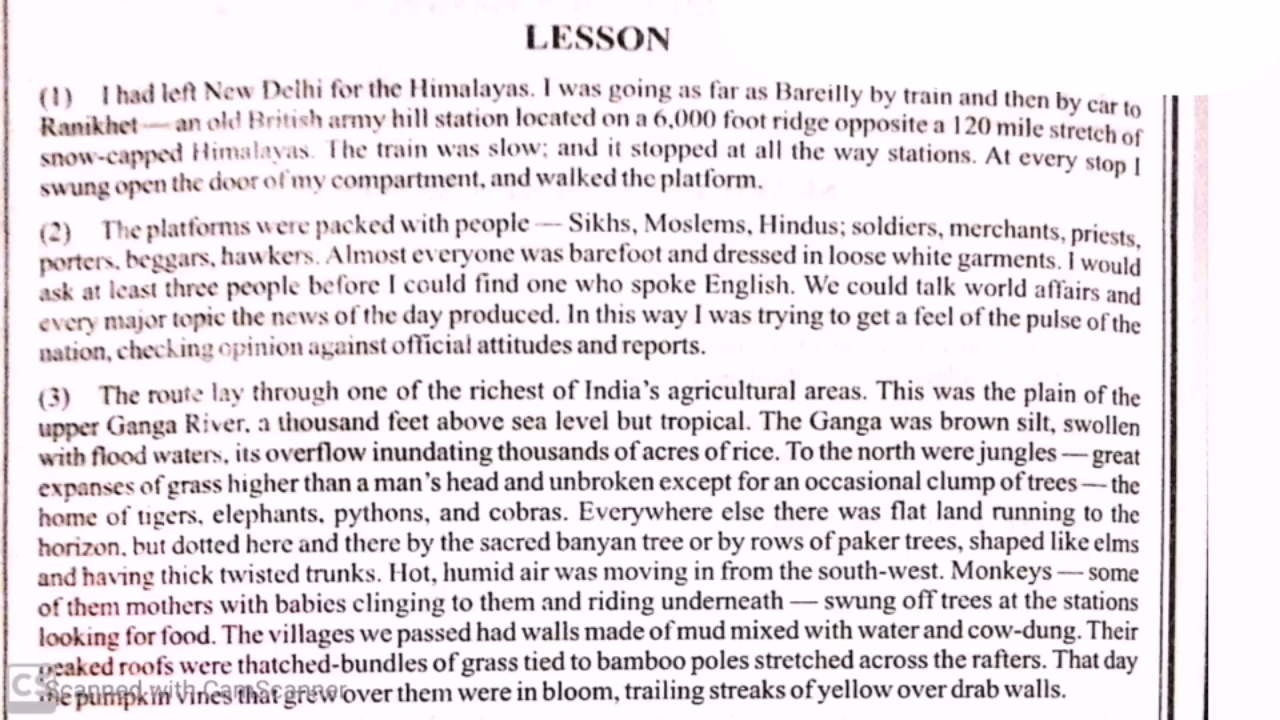 LESSON
(1) I had left New Delhi for the Himalayas. I was going as far as Bareilly by train and then by car to
Ranikhet — an old British army hill station located on a 6,000 foot ridge opposite a 120 mile stretch of
snow-capped Himalayas. The train was slow; and it stopped at all the way stations. At every stop I
swung open the door of my compartment, and walked the platform.
(2) The platforms were packed with people — Sikhs, Moslems, Hindus; soldiers, merchants, priests,
porters, beggars, hawkers. Almost everyone was barefoot and dressed in loose white garments. I would
ask at least three people before I could find one who spoke English. We could talk world affairs and
every major topic the news of the day produced. In this way I was trying to get a feel of the pulse of the
nation, checking opinion against official attitudes and reports.
(3) The route lay through one of the richest of India's agricultural areas. This was the plain of the
upper Ganga River, a thousand feet above sea level but tropical. The Ganga was brown silt, swollen
with flood waters, its overflow inundating thousands of acres of rice. To the north were jungles — great
expanses of grass higher than a man's head and unbroken except for an occasional clump of trees — the
home of tigers, elephants, pythons, and cobras. Everywhere else there was flat land running to the
horizon, but dotted here and there by the sacred banyan tree or by rows of paker trees, shaped like elms
and having thick twisted trunks. Hot, humid air was moving in from the south-west. Monkeys — some
of them mothers with babies clinging to them and riding underneath — swung off trees at the stations
looking for food. The villages we passed had walls made of mud mixed with water and cow-dung. Their
peaked roofs were thatched-bundles of grass tied to bamboo poles stretched across the rafters. That day
the pumpkin vines that grew over them were in bloom, trailing streaks of yellow over drab walls.
CS Scanned with CamScanner